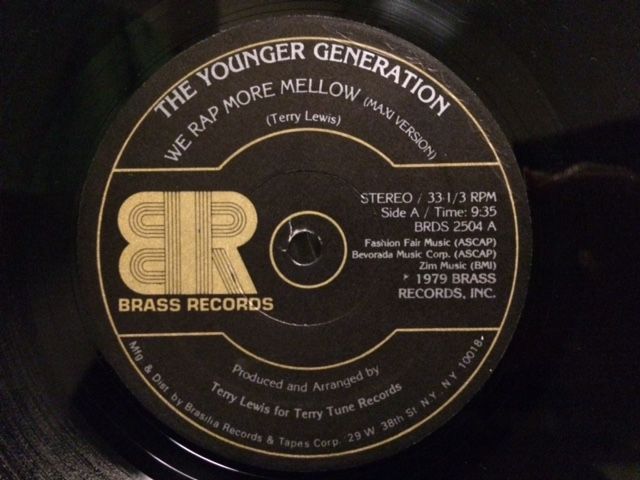 THE YOUNGER GENERATION
WE RAP MORE MELLOW (MAXI VERSION)
(Terry Lewis)
STEREO / 33-1/3 RPM
Side A / Time: 9:35
BRDS 2504 A
Fashion Fair Music (ASCAP)
Bevorada Music Corp. (ASCAP)
Zim Music (BMI)
* 1979 BRASS
RECORDS, INC.
BR
BRASS RECORDS
Produced and Arranged by
Terry Lewis for Terry Tune Records
Mfg. & Dist. by Brasilia Records & Tapes Corp. 29 W. 38th St. N.Y., N.Y. 10018